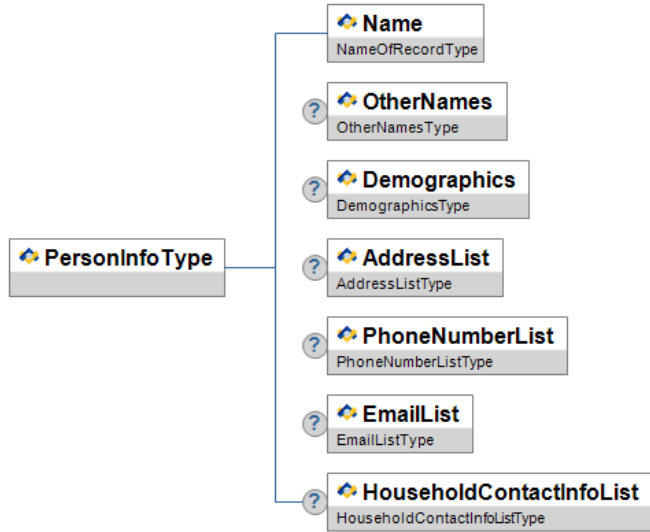 Name
NameOfRecordType
? OtherNames
OtherNamesType
? Demographics
DemographicsType
PersonInfoType
? AddressList
AddressListType
? PhoneNumberList
PhoneNumberListType
? EmailList
EmailListType
? HouseholdContactInfoList
HouseholdContactInfoListType